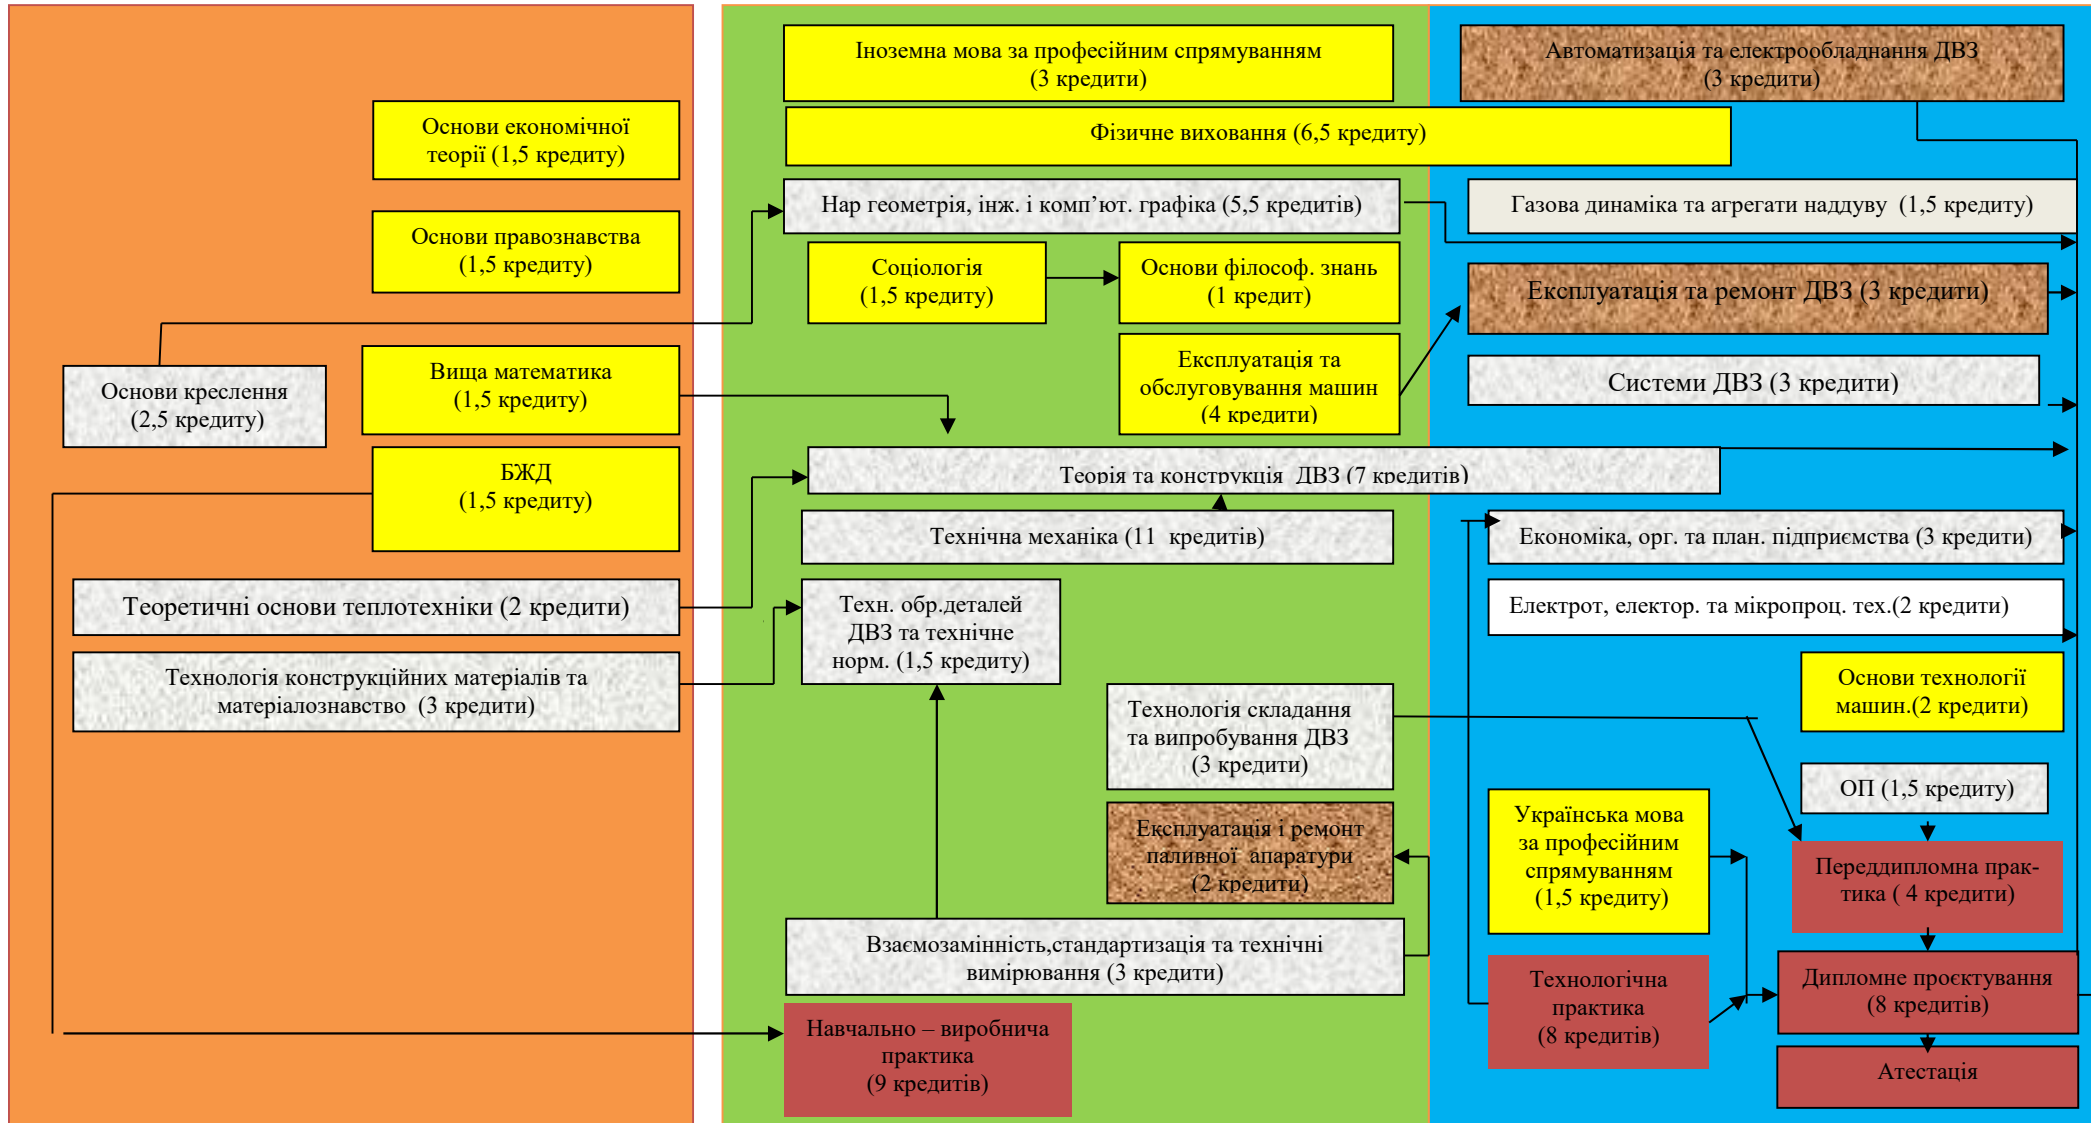 Основи економічної
теорії (1,5 кредиту)
Основи правознавства
(1,5 кредиту)
Основи креслення
(2,5 кредиту)
Вища математика
(1,5 кредиту)
БЖД
(1,5 кредиту)
Теоретичні основи теплотехніки (2 кредити)
Технологія конструкційних матеріалів та
матеріалознавство (3 кредити)
Іноземна мова за професійним спрямуванням
(3 кредити)
Фізичне виховання (6,5 кредиту)
Нар геометрія, інж. і комп’ют. графіка (5,5 кредитів)
Соціологія
(1,5 кредиту)
Основи філософ. знань
(1 кредит)
Експлуатація та
обслуговування машин
(4 кредити)
Теорія та конструкція ДВЗ (7 кредитів)
Технічна механіка (11 кредитів)
Техн. обр.деталей
ДВЗ та технічне
норм. (1,5 кредиту)
Технологія складання
та випробування ДВЗ
(3 кредити)
Експлуатація і ремонт
паливної апаратури
(2 кредити)
Взаємозамінність,стандартизація та технічні
вимірювання (3 кредити)
Навчально – виробнича
практика
(9 кредитів)
Автоматизація та електрообладнання ДВЗ
(3 кредити)
Газова динаміка та агрегати наддуву (1,5 кредиту)
Експлуатація та ремонт ДВЗ (3 кредити)
Системи ДВЗ (3 кредити)
Економіка, орг. та план. підприємства (3 кредити)
Електрот, електор. та мікропроц. тех.(2 кредити)
Основи технології
машин.(2 кредити)
ОП (1,5 кредиту)
Українська мова
за професійним
спрямуванням
(1,5 кредиту)
Переддипломна прак-
тика ( 4 кредити)
Технологічна
практика
(8 кредитів)
Дипломне проєктування
(8 кредитів)
Атестація